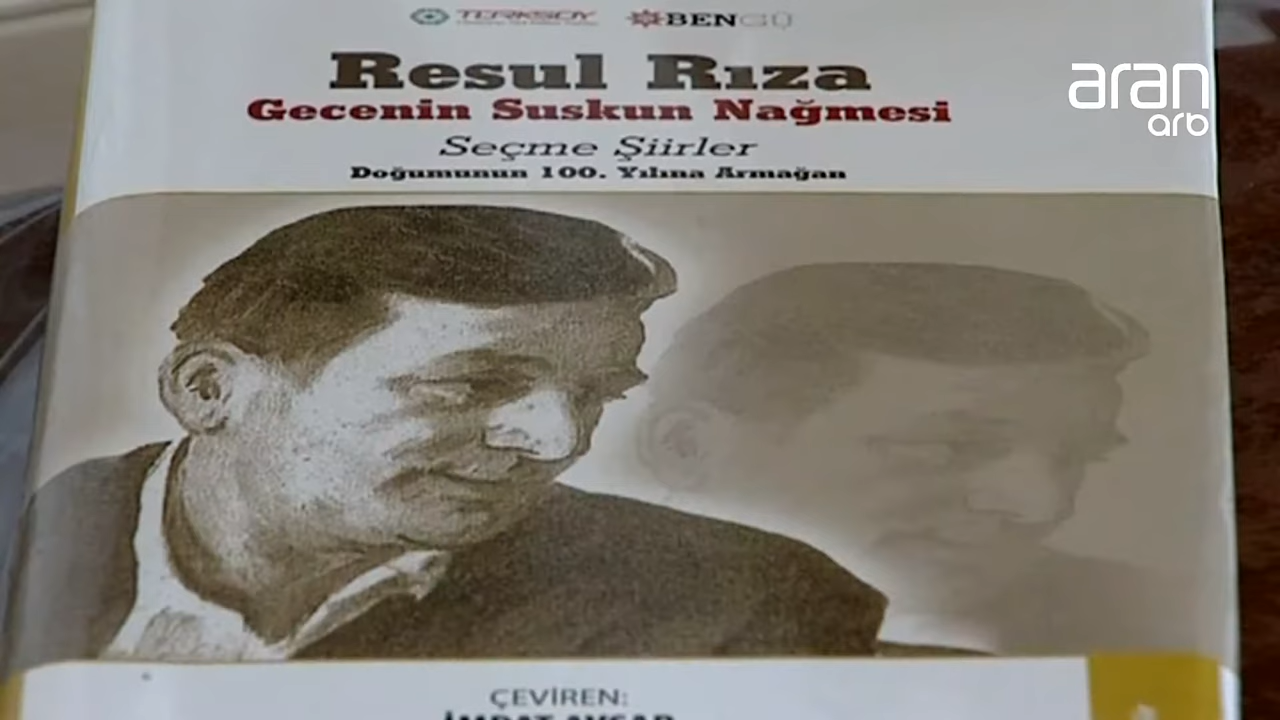 TÜRKSOY BENGÜ
Resul Rıza
Gecenin Suskun Nağmesi
Seçme Şiirler
Doğumunun 100. Yılına Armağan
aran
arb
ÇEVİREN: